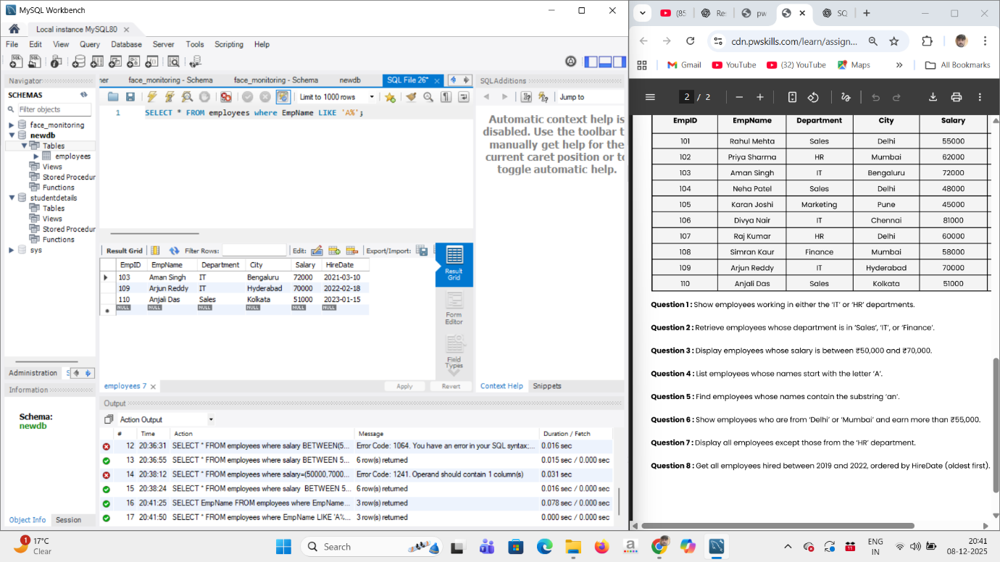 MySQL Workbench
Local instance MySQL80
File Edit View Query Database Server Tools Scripting Help
Navigator
SCHEMAS
Filter objects
face_monitoring
newdb
Tables
employees
Views
Stored Procedur
Functions
studentdetails
Tables
Views
Stored Procedur
Functions
sys
Administration
Information
Schema:
newdb
Object Info Session
ner face_monitoring - Schema face_monitoring - Schema newdb SQL File 26*
Limit to 1000 rows
1 SELECT * FROM employees where EmpName LIKE 'A%';
Result Grid Filter Rows: Edit: Export/Import:
EmpID EmpName Department City Salary HireDate
103 Aman Singh IT Bengaluru 72000 2021-03-10
109 Arjun Reddy IT Hyderabad 70000 2022-02-18
110 Anjali Das Sales Kolkata 51000 2023-01-15
NULL NULL NULL NULL NULL NULL
Result
Grid
Form
Editor
Field
Types
employees 7 Apply Revert
SQLAdditions
Jump to
Automatic context help is
disabled. Use the toolbar t
manually get help for the
current caret position or to
toggle automatic help.
Context Help Snippets
Output
Action Output
# Time Action Message Duration / Fetch
12 20:36:31 SELECT * FROM employees where salary BETWEEN(5... Error Code: 1064. You have an error in your SQL syntax;... 0.016 sec
13 20:36:55 SELECT * FROM employees where salary BETWEEN 5... 6 row(s) returned 0.015 sec / 0.000 sec
14 20:38:12 SELECT * FROM employees where salary=(50000,7000... Error Code: 1241. Operand should contain 1 column(s) 0.031 sec
15 20:38:24 SELECT * FROM employees where salary BETWEEN 5... 6 row(s) returned 0.016 sec / 0.000 sec
16 20:41:25 SELECT EmpName FROM employees where EmpName... 3 row(s) returned 0.078 sec / 0.000 sec
17 20:41:50 SELECT * FROM employees where EmpName LIKE 'A%... 3 row(s) returned 0.000 sec / 0.000 sec
(85 Re: pw SQ
cdn.pwskills.com/learn/assign...
Gmail YouTube (32) YouTube Maps » All Bookmarks
2 / 2
EmpID EmpName Department City Salary
101 Rahul Mehta Sales Delhi 55000
102 Priya Sharma HR Mumbai 62000
103 Aman Singh IT Bengaluru 72000
104 Neha Patel Sales Delhi 48000
105 Karan Joshi Marketing Pune 45000
106 Divya Nair IT Chennai 81000
107 Raj Kumar HR Delhi 60000
108 Simran Kaur Finance Mumbai 58000
109 Arjun Reddy IT Hyderabad 70000
110 Anjali Das Sales Kolkata 51000
Question 1 : Show employees working in either the ‘IT’ or ‘HR’ departments.
Question 2 : Retrieve employees whose department is in ‘Sales’, ‘IT’, or ‘Finance’.
Question 3 : Display employees whose salary is between ₹50,000 and ₹70,000.
Question 4 : List employees whose names start with the letter ‘A’.
Question 5 : Find employees whose names contain the substring ‘an’.
Question 6 : Show employees who are from ‘Delhi’ or ‘Mumbai’ and earn more than ₹55,000.
Question 7 : Display all employees except those from the ‘HR’ department.
Question 8 : Get all employees hired between 2019 and 2022, ordered by HireDate (oldest first).
1 17°C
Clear
Search
ENG
IN
20:41
08-12-2025